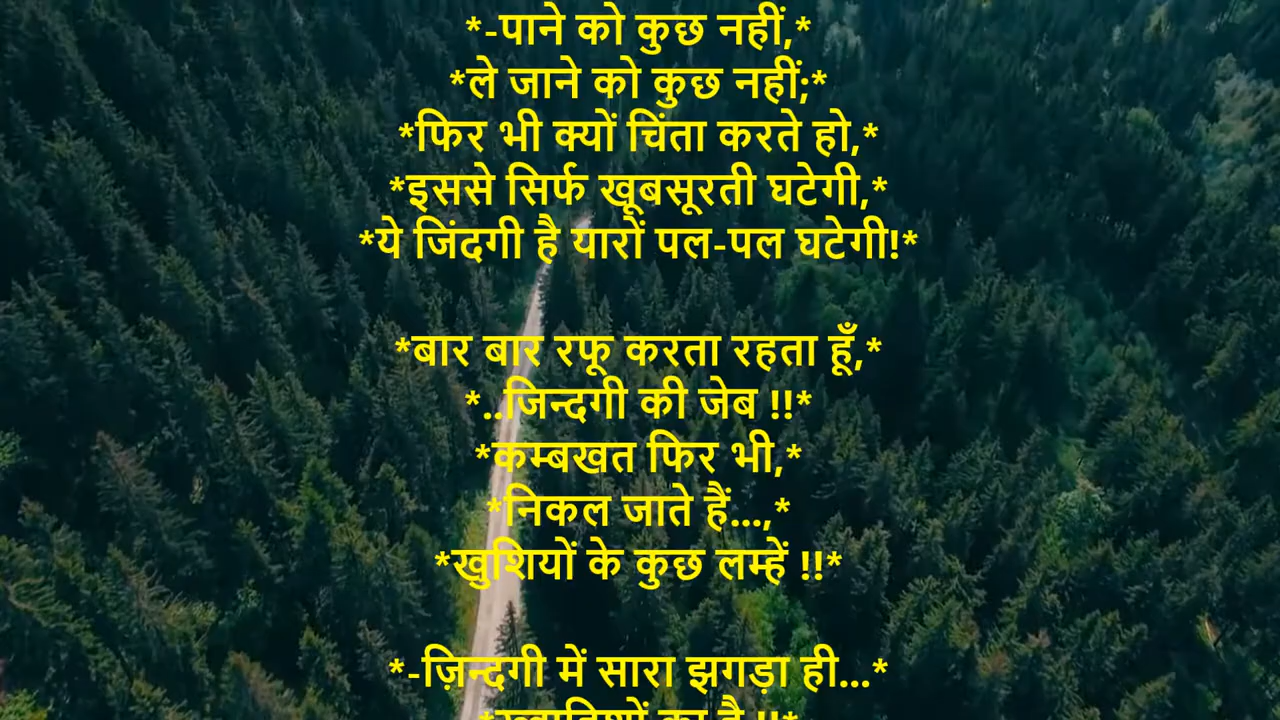 *-पाने को कुछ नहीं,*
*ले जाने को कुछ नहीं;*
*फिर भी क्यों चिंता करते हो,*
*इससे सिर्फ खूबसूरती घटेगी,*
*ये जिंदगी है यारों पल-पल घटेगी!*
*बार बार रफू करता रहता हूँ,*
*..जिन्दगी की जेब !!*
*कम्बखत फिर भी,*
*निकल जाते हैं...,*
*खुशियों के कुछ लम्हें !!*
*-ज़िन्दगी में सारा झगड़ा ही...*